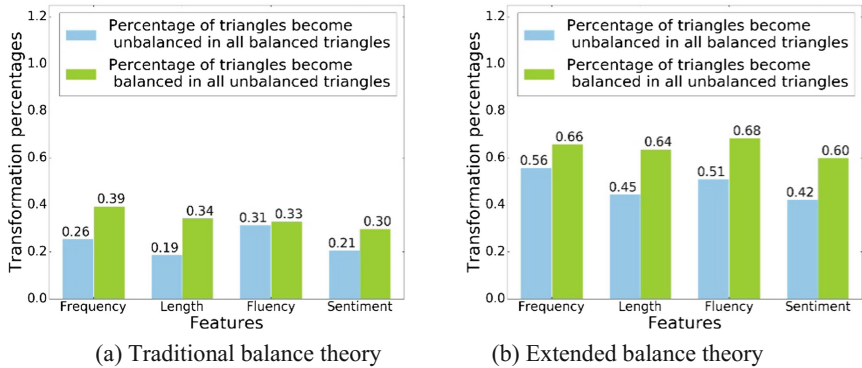 1.2
1.0
0.8
0.6
0.4
0.2
0.0
Transformation percentages
Percentage of triangles become
unbalanced in all balanced triangles
Percentage of triangles become
balanced in all unbalanced triangles
0.26
0.39
0.19
0.34
0.31
0.33
0.21
0.30
Frequency Length Fluency Sentiment
Features
(a) Traditional balance theory
1.2
1.0
0.8
0.6
0.4
0.2
0.0
Transformation percentages
Percentage of triangles become
unbalanced in all balanced triangles
Percentage of triangles become
balanced in all unbalanced triangles
0.56
0.66
0.45
0.64
0.51
0.68
0.42
0.60
Frequency Length Fluency Sentiment
Features
(b) Extended balance theory